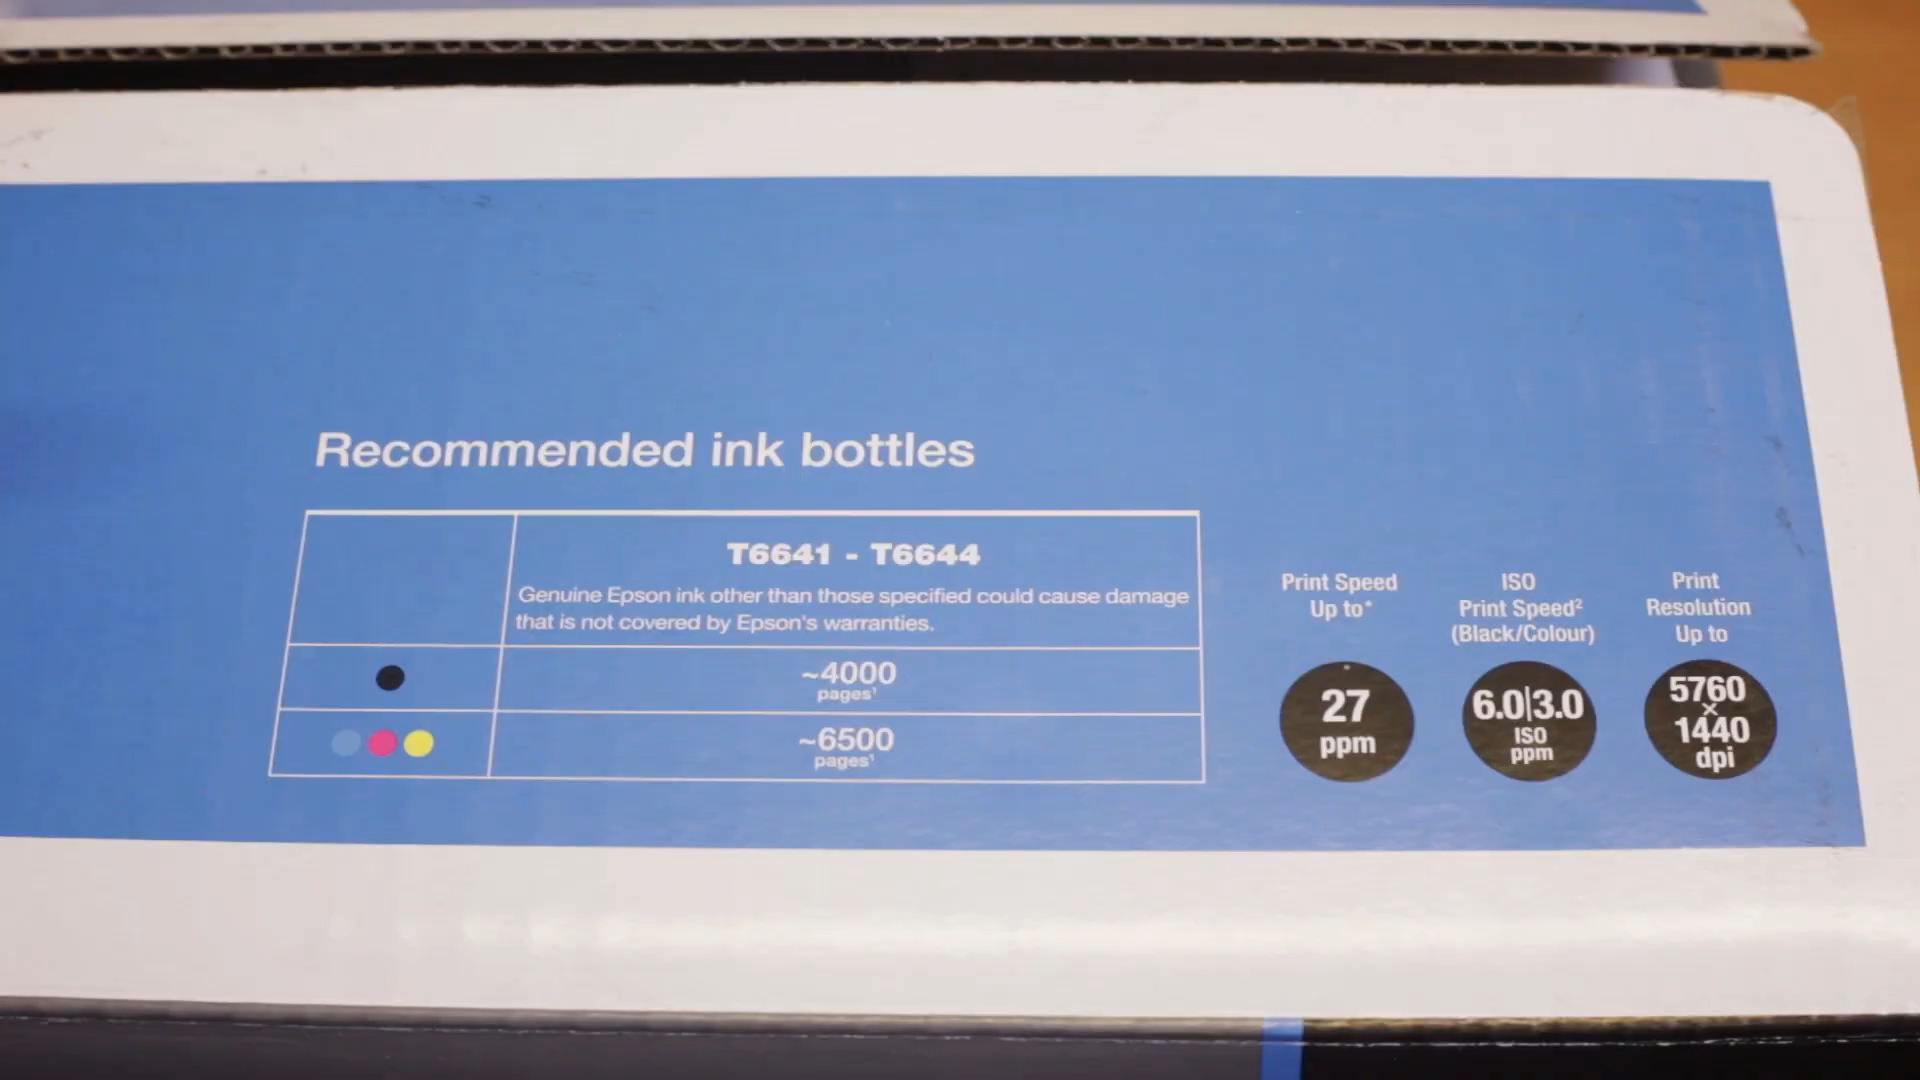 Recommended ink bottles
T6641 - T6644
Genuine Epson ink other than those specified could cause damage
that is not covered by Epson's warranties.
~4000
pages¹
~6500
pages¹
Print Speed
Up to*
27
ppm
ISO
Print Speed²
(Black/Colour)
6.0|3.0
ISO
ppm
Print
Resolution
Up to
5760
×
1440
dpi